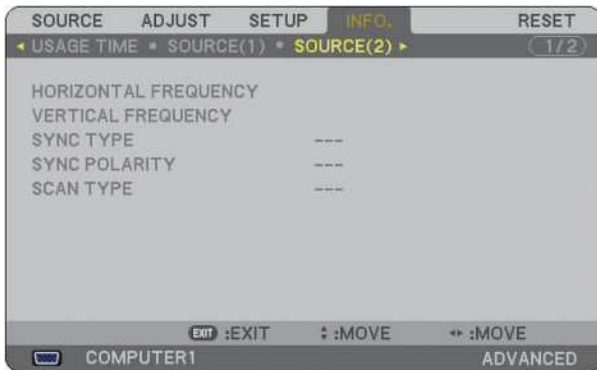 SOURCE ADJUST SETUP INFO. RESET
USAGE TIME • SOURCE(1) • SOURCE(2) 1/2
HORIZONTAL FREQUENCY
VERTICAL FREQUENCY
SYNC TYPE ---
SYNC POLARITY ---
SCAN TYPE ---
EXIT :EXIT :MOVE :MOVE
COMPUTER1 ADVANCED